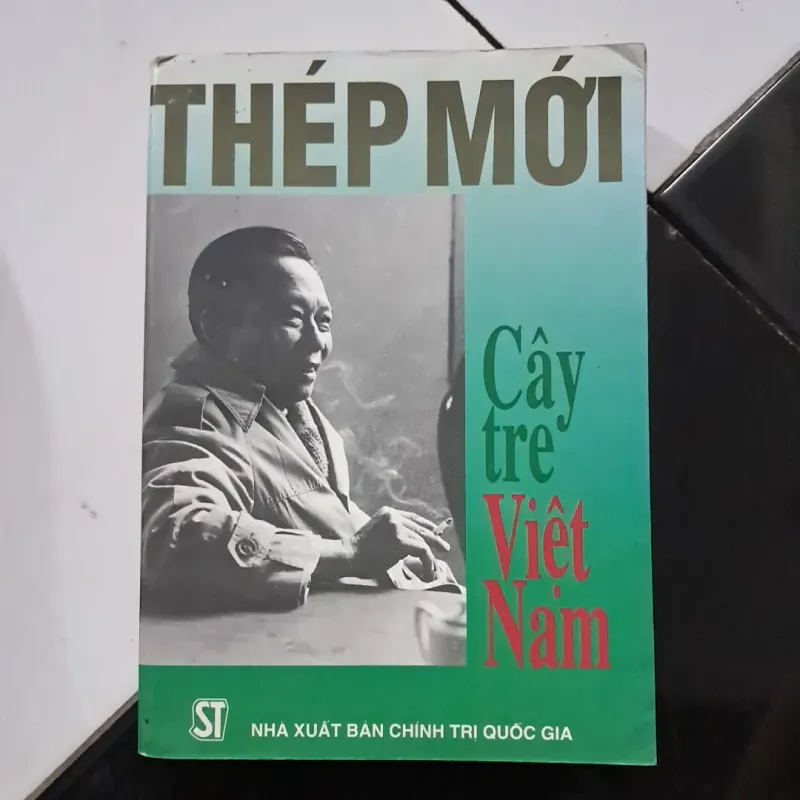 THÉP MỚI
Cây
tre
Việt
Nam
ST
NHÀ XUẤT BẢN CHÍNH TRỊ QUỐC GIA